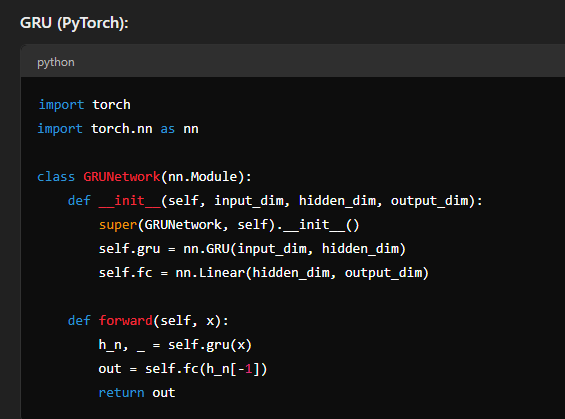 GRU (PyTorch):
python
import torch
import torch.nn as nn
class GRUNetwork(nn.Module):
    def __init__(self, input_dim, hidden_dim, output_dim):
        super(GRUNetwork, self).__init__()
        self.gru = nn.GRU(input_dim, hidden_dim)
        self.fc = nn.Linear(hidden_dim, output_dim)
    def forward(self, x):
        h_n, _ = self.gru(x)
        out = self.fc(h_n[-1])
        return out